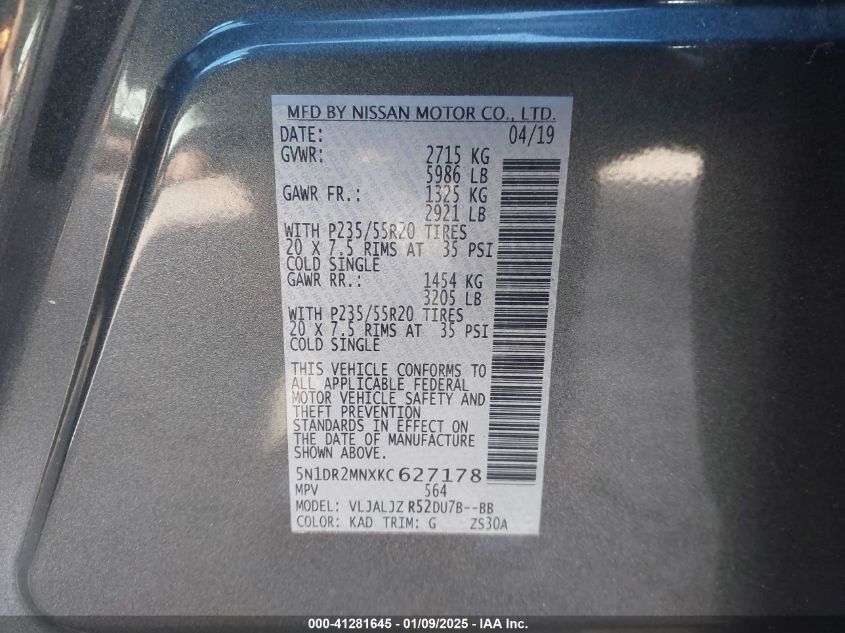 MFD BY NISSAN MOTOR CO., LTD.
DATE: 04/19
GVWR: 2715 KG
5986 LB
GAWR FR.: 1325 KG
2921 LB
WITH P235/55R20 TIRES
20 X 7.5 RIMS AT 35 PSI
COLD SINGLE
GAWR RR.: 1454 KG
3205 LB
WITH P235/55R20 TIRES
20 X 7.5 RIMS AT 35 PSI
COLD SINGLE
THIS VEHICLE CONFORMS TO
ALL APPLICABLE FEDERAL
MOTOR VEHICLE SAFETY AND
THEFT PREVENTION
STANDARDS IN EFFECT ON
THE DATE OF MANUFACTURE
SHOWN ABOVE.
5N1DR2MNXKC627178
MPV 564
MODEL: VLJALJZ R52DU7B--BB
COLOR: KAD TRIM: G ZS30A
000-41281645 / 01/09/2025 - IAA Inc.